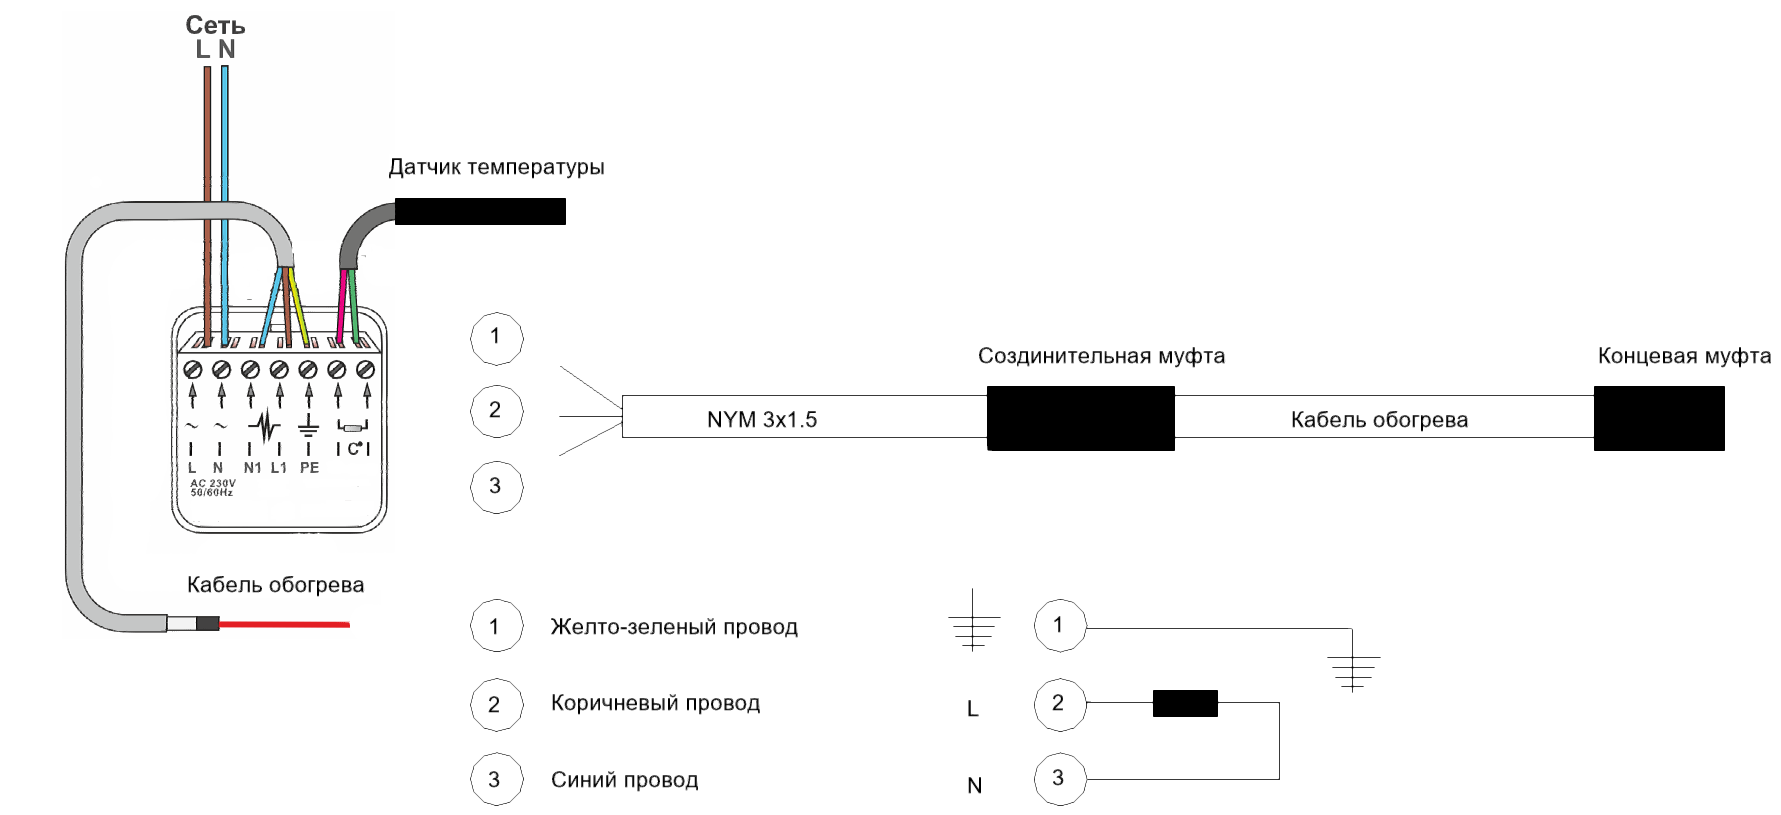 Сеть
L N
Датчик температуры
L N N1 L1 PE C°
AC 230V
50/60Hz
Кабель обогрева
1
2
3
NYM 3x1.5
Создинительная муфта
Кабель обогрева
Концевая муфта
1 Желто-зеленый провод
2 Коричневый провод
3 Синий провод
1
L 2
N 3